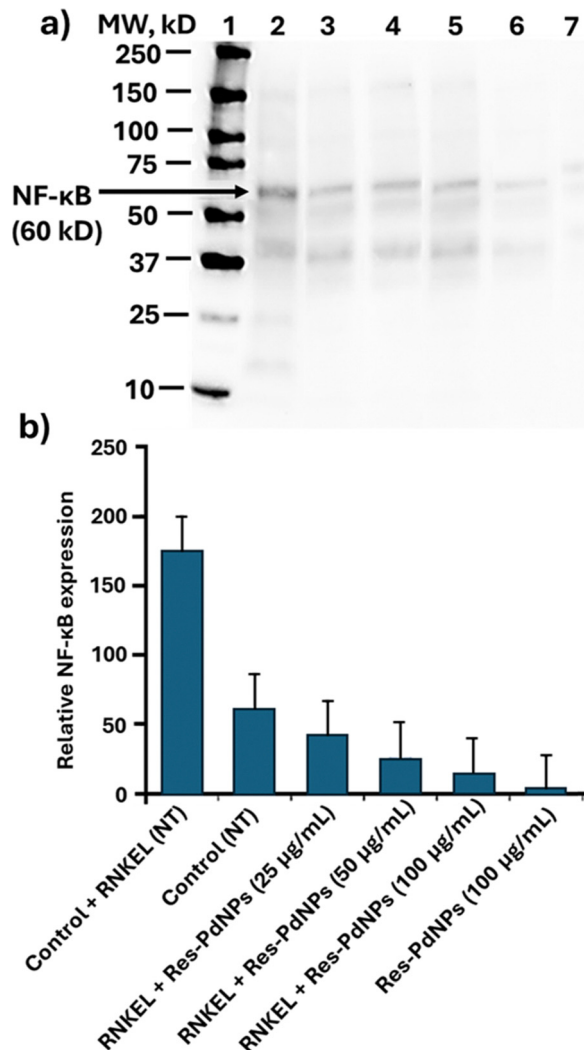 a) MW, kD 1 2 3 4 5 6 7
250
150
100
75
NF-κB
(60 kD)
50
37
25
10
b)
250
200
150
100
50
0
Relative NF-κB expression
Control + RNKEL (NT)
Control (NT)
RNKEL + Res-PdNPs (25 μg/mL)
RNKEL + Res-PdNPs (50 μg/mL)
RNKEL + Res-PdNPs (100 μg/mL)
Res-PdNPs (100 μg/mL)